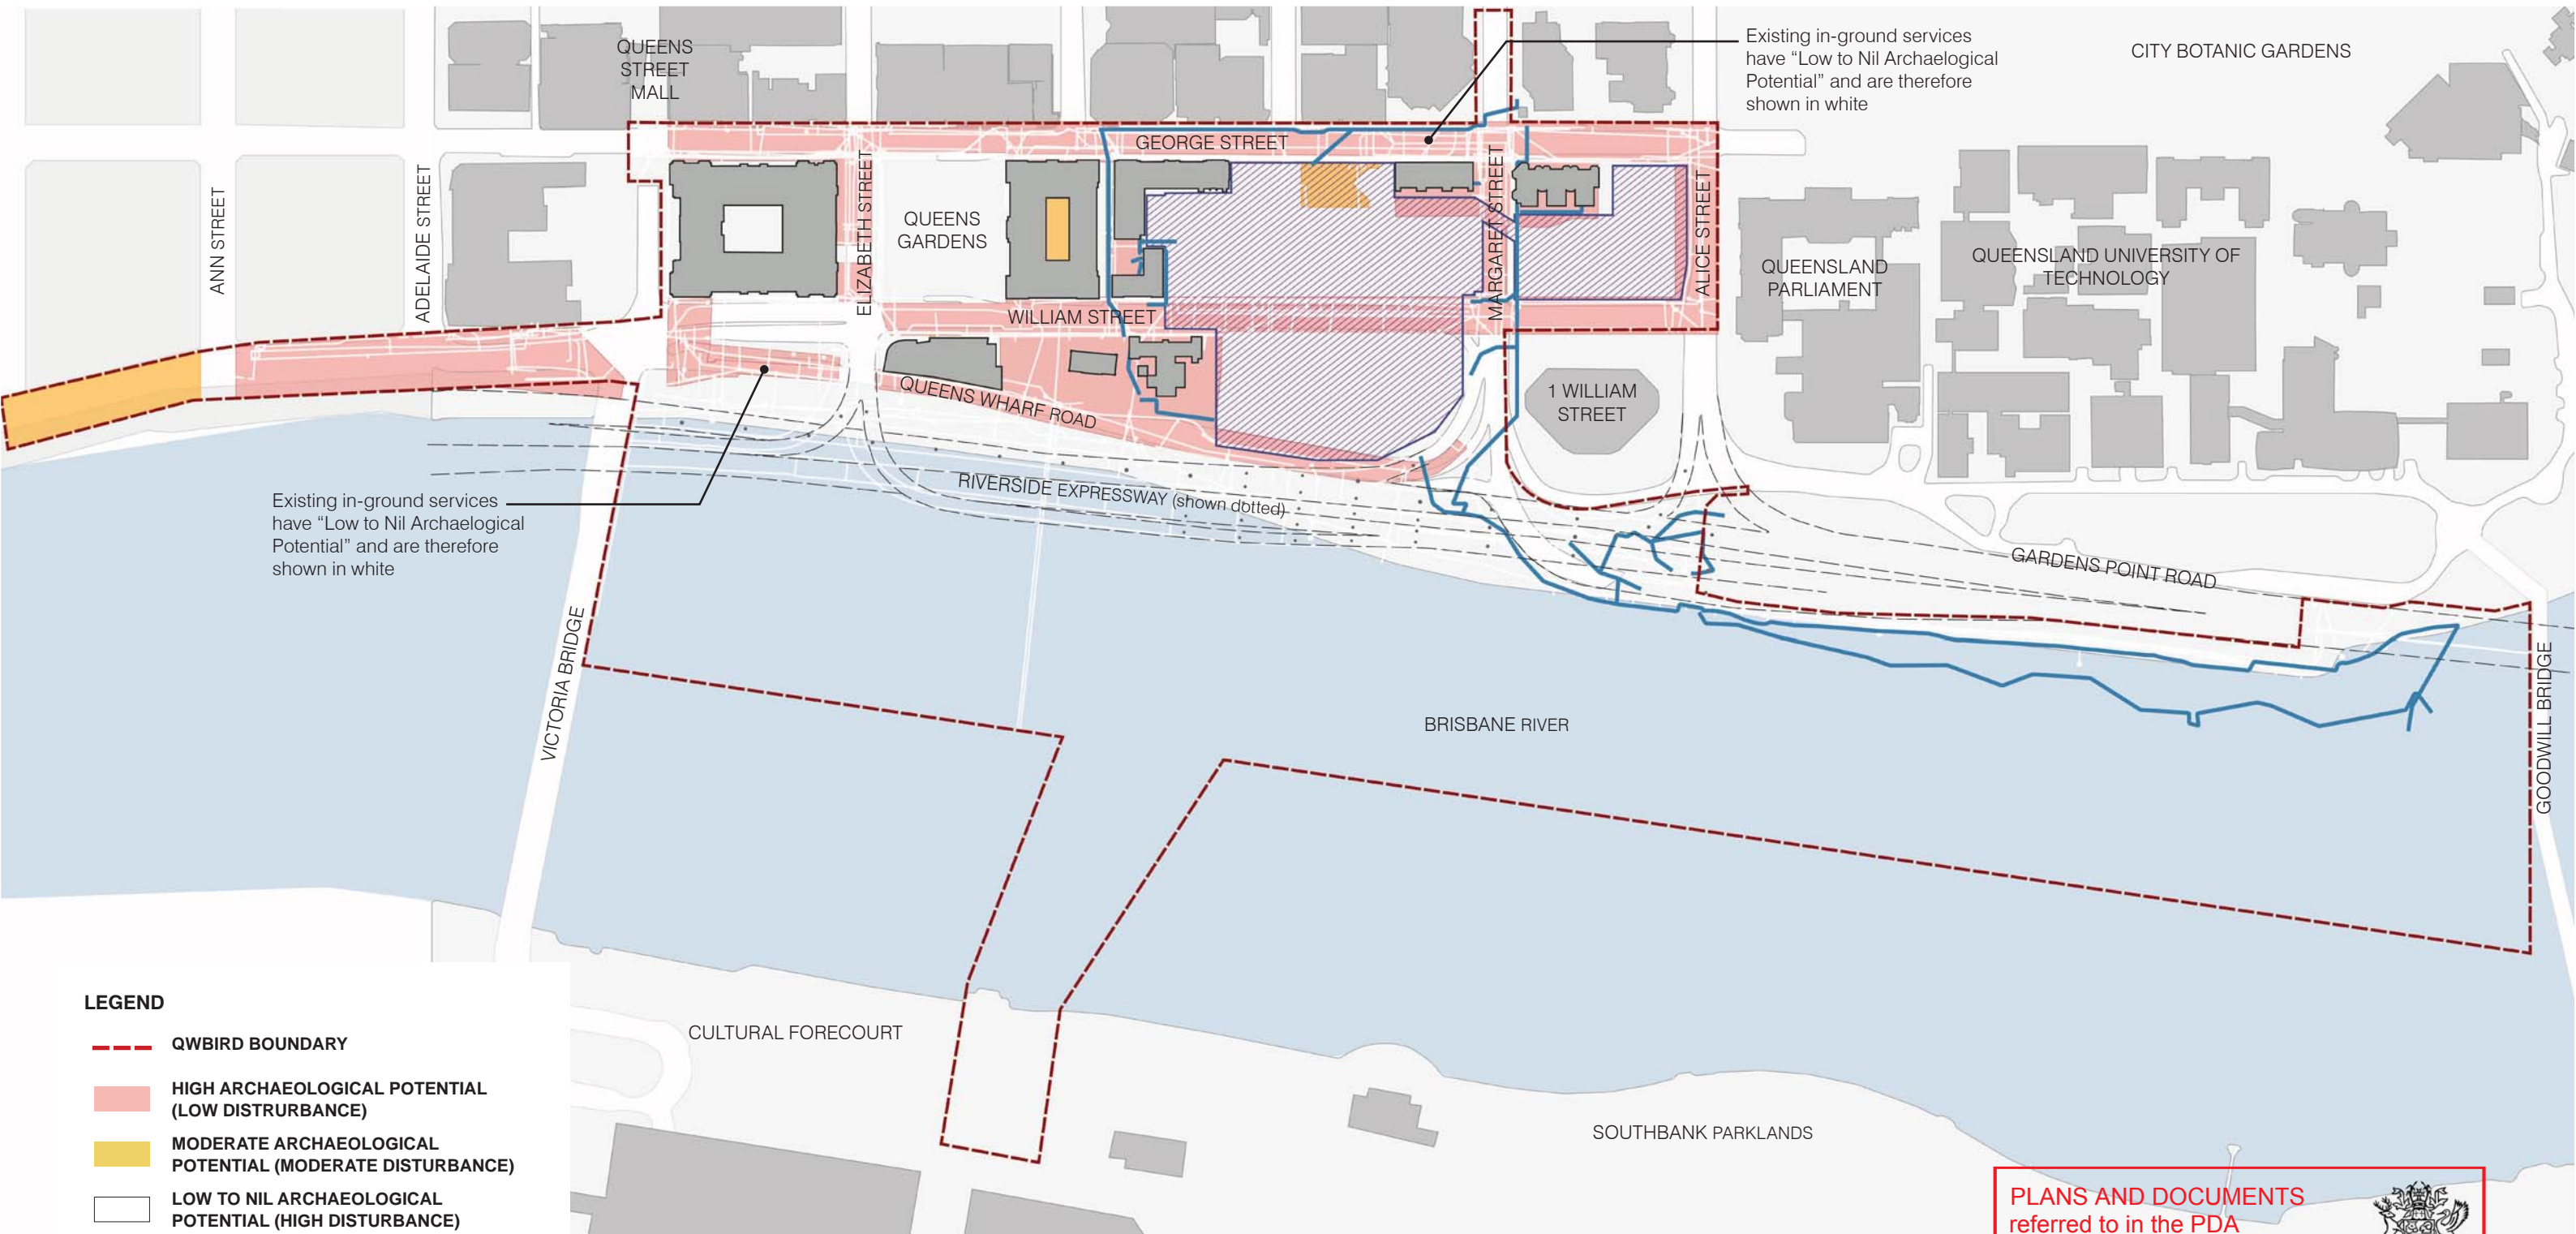 QUEENS
STREET
MALL
Existing in-ground services
have “Low to Nil Archaelogical
Potential” and are therefore
shown in white
CITY BOTANIC GARDENS
GEORGE STREET
ANN STREET
ADELAIDE STREET
ELIZABETH STREET
QUEENS
GARDENS
MARGARET STREET
ALICE STREET
QUEENSLAND
PARLIAMENT
QUEENSLAND UNIVERSITY OF
TECHNOLOGY
WILLIAM STREET
QUEENS WHARF ROAD
1 WILLIAM
STREET
RIVERSIDE EXPRESSWAY (shown dotted)
Existing in-ground services
have “Low to Nil Archaelogical
Potential” and are therefore
shown in white
GARDENS POINT ROAD
VICTORIA BRIDGE
BRISBANE RIVER
GOODWILL BRIDGE
CULTURAL FORECOURT
SOUTHBANK PARKLANDS
LEGEND
QWBIRD BOUNDARY
HIGH ARCHAEOLOGICAL POTENTIAL
(LOW DISTRURBANCE)
MODERATE ARCHAEOLOGICAL
POTENTIAL (MODERATE DISTURBANCE)
LOW TO NIL ARCHAEOLOGICAL
POTENTIAL (HIGH DISTURBANCE)
PLANS AND DOCUMENTS
referred to in the PDA